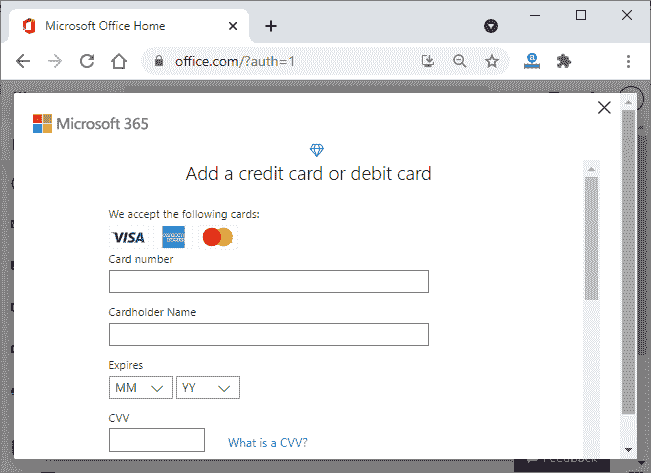 Microsoft Office Home
office.com/?auth=1
Microsoft 365
Add a credit card or debit card
We accept the following cards:
VISA
Card number
Cardholder Name
Expires
MM YY
CVV
What is a CVV?
Feedback